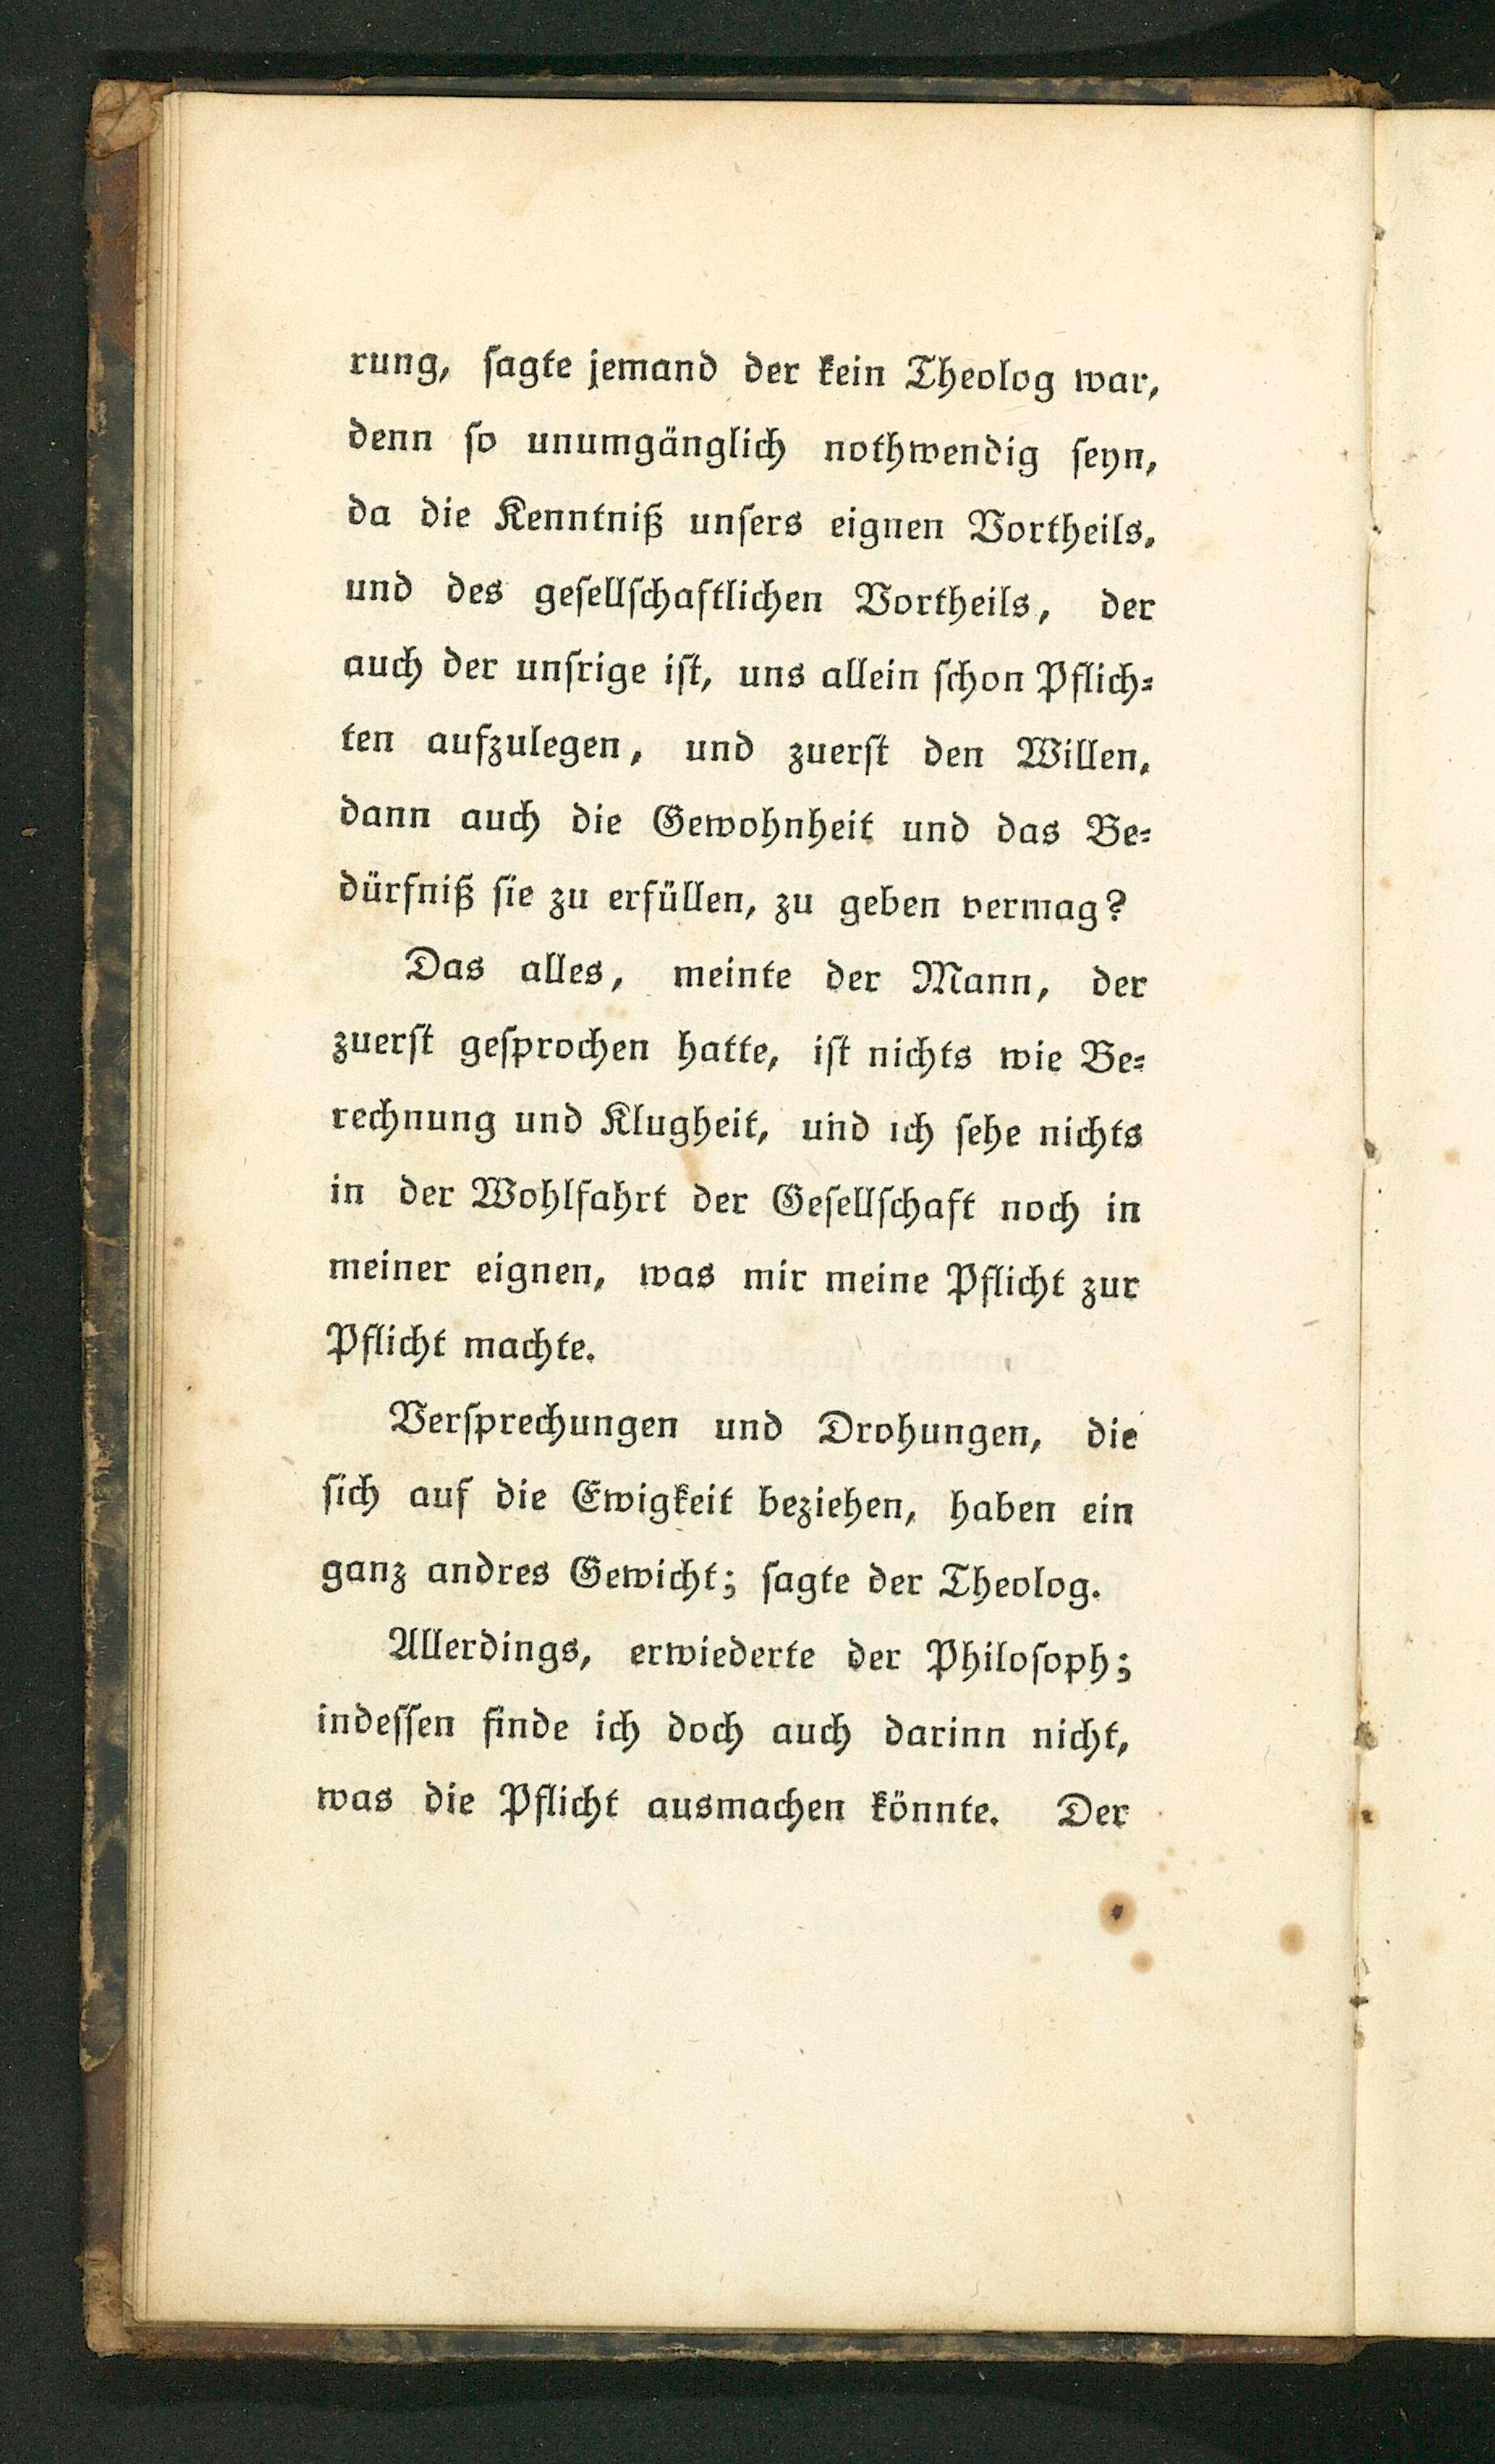 rung, ſagte jemand der kein Theolog war,
denn ſo unumgänglich nothwendig ſeyn,
da die Kenntniß unſers eignen Vortheils,
und des geſellſchaftlichen Vortheils, der
auch der unſrige iſt, uns allein ſchon Pflich⸗
ten aufzulegen, und zuerſt den Willen,
dann auch die Gewohnheit und das Be⸗
dürfniß ſie zu erfüllen, zu geben vermag?
Das alles, meinte der Mann, der
zuerſt geſprochen hatte, iſt nichts wie Be⸗
rechnung und Klugheit, und ich ſehe nichts
in der Wohlfahrt der Geſellſchaft noch in
meiner eignen, was mir meine Pflicht zur
Pflicht machte.
Verſprechungen und Drohungen, die
ſich auf die Ewigkeit beziehen, haben ein
ganz andres Gewicht; ſagte der Theolog.
Allerdings, erwiederte der Philoſoph;
indeſſen finde ich doch auch darinn nicht,
was die Pflicht ausmachen könnte. Der